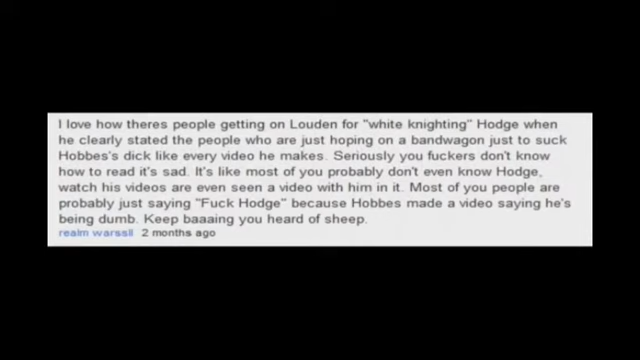 I love how theres people getting on Louden for "white knighting" Hodge when
he clearly stated the people who are just hoping on a bandwagon just to suck
Hobbes's dick like every video he makes. Seriously you fuckers don't know
how to read it's sad. It's like most of you probably don't even know Hodge,
watch his videos are even seen a video with him in it. Most of you people are
probably just saying "Fuck Hodge" because Hobbes made a video saying he's
being dumb. Keep baaaing you heard of sheep.
realm warssll 2 months ago